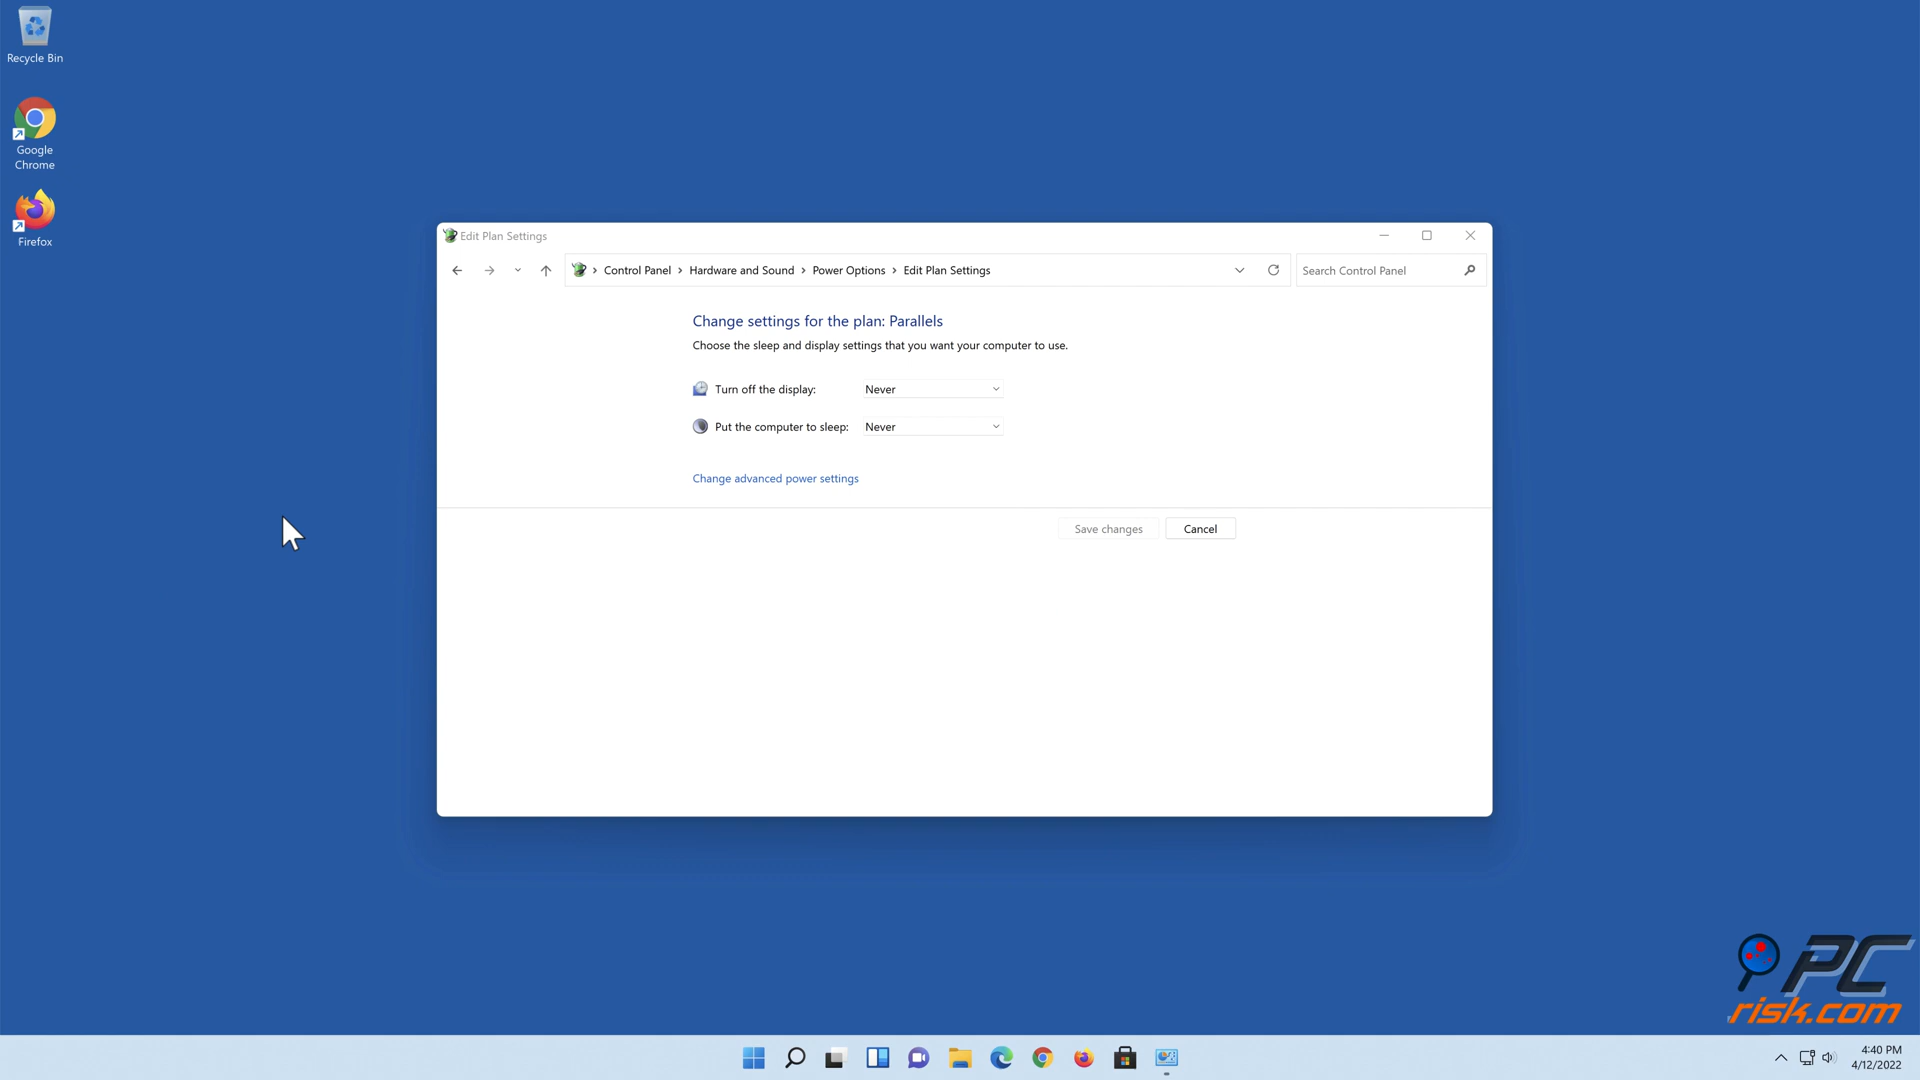 Recycle Bin
Google
Chrome
Firefox
Edit Plan Settings
Control Panel
Hardware and Sound
Power Options
Edit Plan Settings
Search Control Panel
Change settings for the plan: Parallels
Choose the sleep and display settings that you want your computer to use.
Turn off the display: Never
Put the computer to sleep: Never
Change advanced power settings
Save changes Cancel
PC
risk.com
4:40 PM
4/12/2022